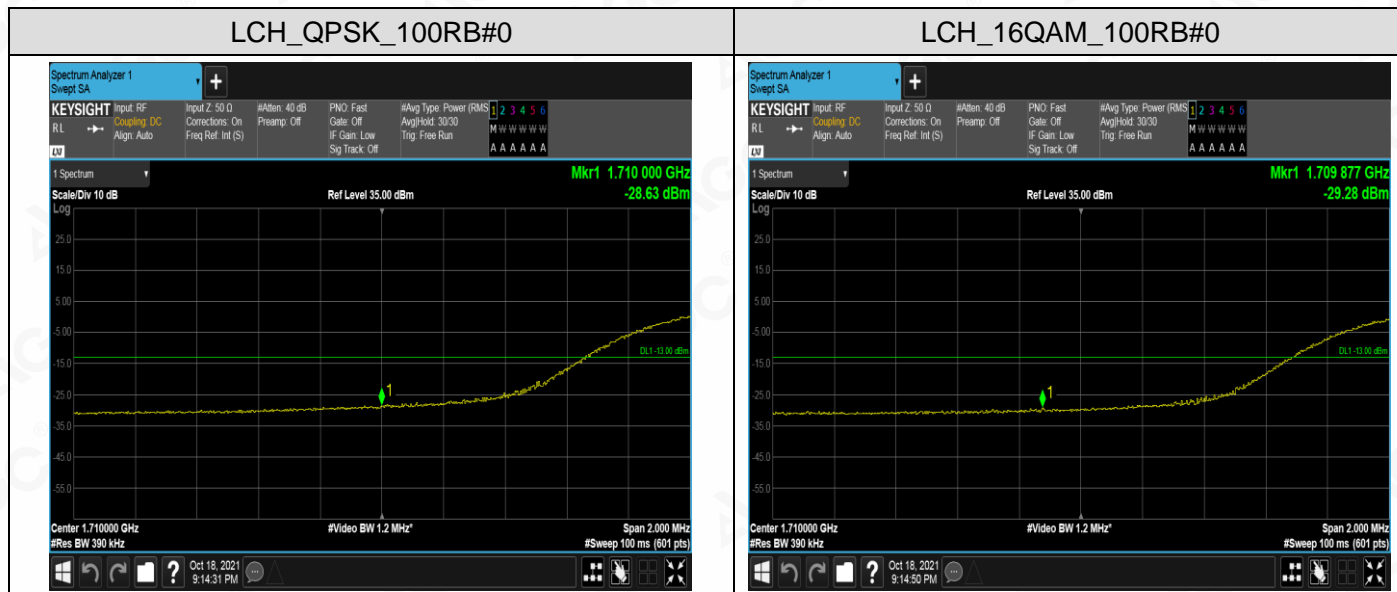 LCH_QPSK_100RB#0
LCH_16QAM_100RB#0
Spectrum Analyzer 1
Swept SA
+
KEYSIGHT
RL
LXI
Input: RF
Coupling: DC
Align: Auto
Input Z: 50 Ω
Corrections: On
Freq Ref: Int (S)
#Atten: 40 dB
Preamp: Off
PNO: Fast
Gate: Off
IF Gain: Low
Sig Track: Off
#Avg Type: Power (RMS
Avg|Hold: 30/30
Trig: Free Run
1 2 3 4 5 6
M W W W W W
A A A A A A
1 Spectrum
Mkr1 1.710 000 GHz
Scale/Div 10 dB
Ref Level 35.00 dBm
-28.63 dBm
Log
25.0
15.0
5.00
-5.00
DL1 -13.00 dBm
-15.0
1
-25.0
-35.0
-45.0
-55.0
Center 1.710000 GHz
#Video BW 1.2 MHz*
Span 2.000 MHz
#Res BW 390 kHz
#Sweep 100 ms (601 pts)
?
Oct 18, 2021
9:14:31 PM
Spectrum Analyzer 1
Swept SA
+
KEYSIGHT
RL
LXI
Input: RF
Coupling: DC
Align: Auto
Input Z: 50 Ω
Corrections: On
Freq Ref: Int (S)
#Atten: 40 dB
Preamp: Off
PNO: Fast
Gate: Off
IF Gain: Low
Sig Track: Off
#Avg Type: Power (RMS
Avg|Hold: 30/30
Trig: Free Run
1 2 3 4 5 6
M W W W W W
A A A A A A
1 Spectrum
Mkr1 1.709 877 GHz
Scale/Div 10 dB
Ref Level 35.00 dBm
-29.28 dBm
Log
25.0
15.0
5.00
-5.00
DL1 -13.00 dBm
-15.0
1
-25.0
-35.0
-45.0
-55.0
Center 1.710000 GHz
#Video BW 1.2 MHz*
Span 2.000 MHz
#Res BW 390 kHz
#Sweep 100 ms (601 pts)
?
Oct 18, 2021
9:14:50 PM